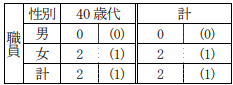 職員 性別 40歳代 計
男 0 (0) 0 (0)
女 2 (1) 2 (1)
計 2 (1) 2 (1)